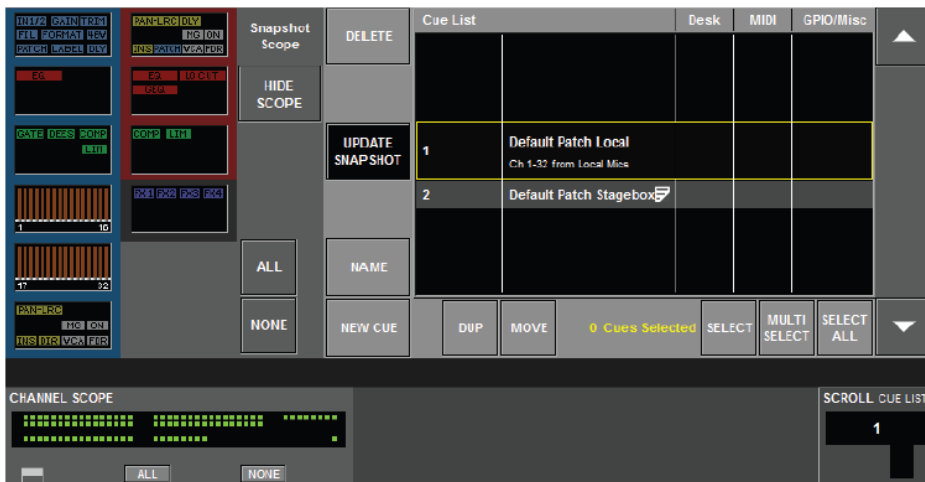 IN1/2 GAIN TRIM
FIL FORMAT 48V
PATCH LABEL DLY
EQ
GATE DEES COMP
LIM
1 16
17 32
PAN-LRC
MG ON
INS DIR VCA FDR
PAN-LRC DLY
MG ON
INS PATCH VCA FDR
EQ LO CUT
GEQ
COMP LIM
FX1 FX2 FX3 FX4
Snapshot
Scope
HIDE
SCOPE
ALL
NONE
DELETE
UPDATE
SNAPSHOT
NAME
NEW CUE
Cue List Desk MIDI GPIO/Misc
1 Default Patch Local
Ch 1-32 from Local Mics
2 Default Patch Stagebox
DUP
MOVE
0 Cues Selected
SELECT
MULTI
SELECT
SELECT
ALL
CHANNEL SCOPE
ALL
NONE
SCROLL CUE LIST
1